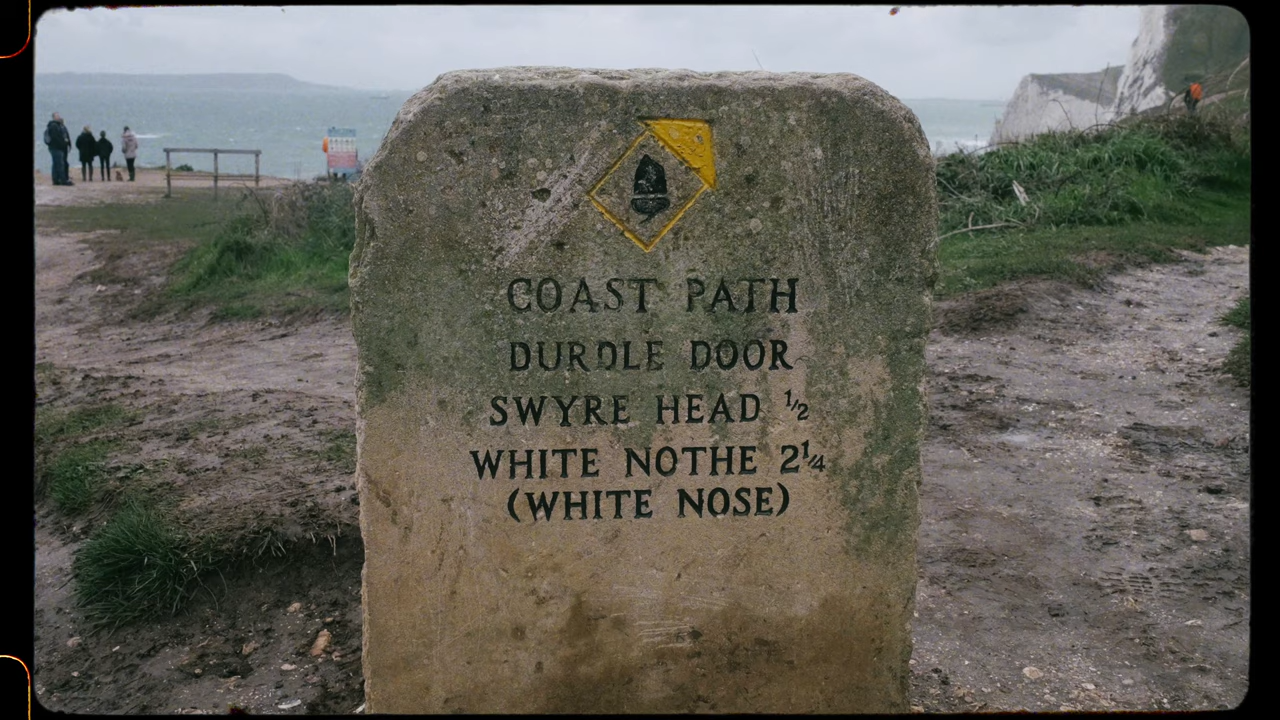 COAST PATH
DURDLE DOOR
SWYRE HEAD ½
WHITE NOTHE 2¼
(WHITE NOSE)